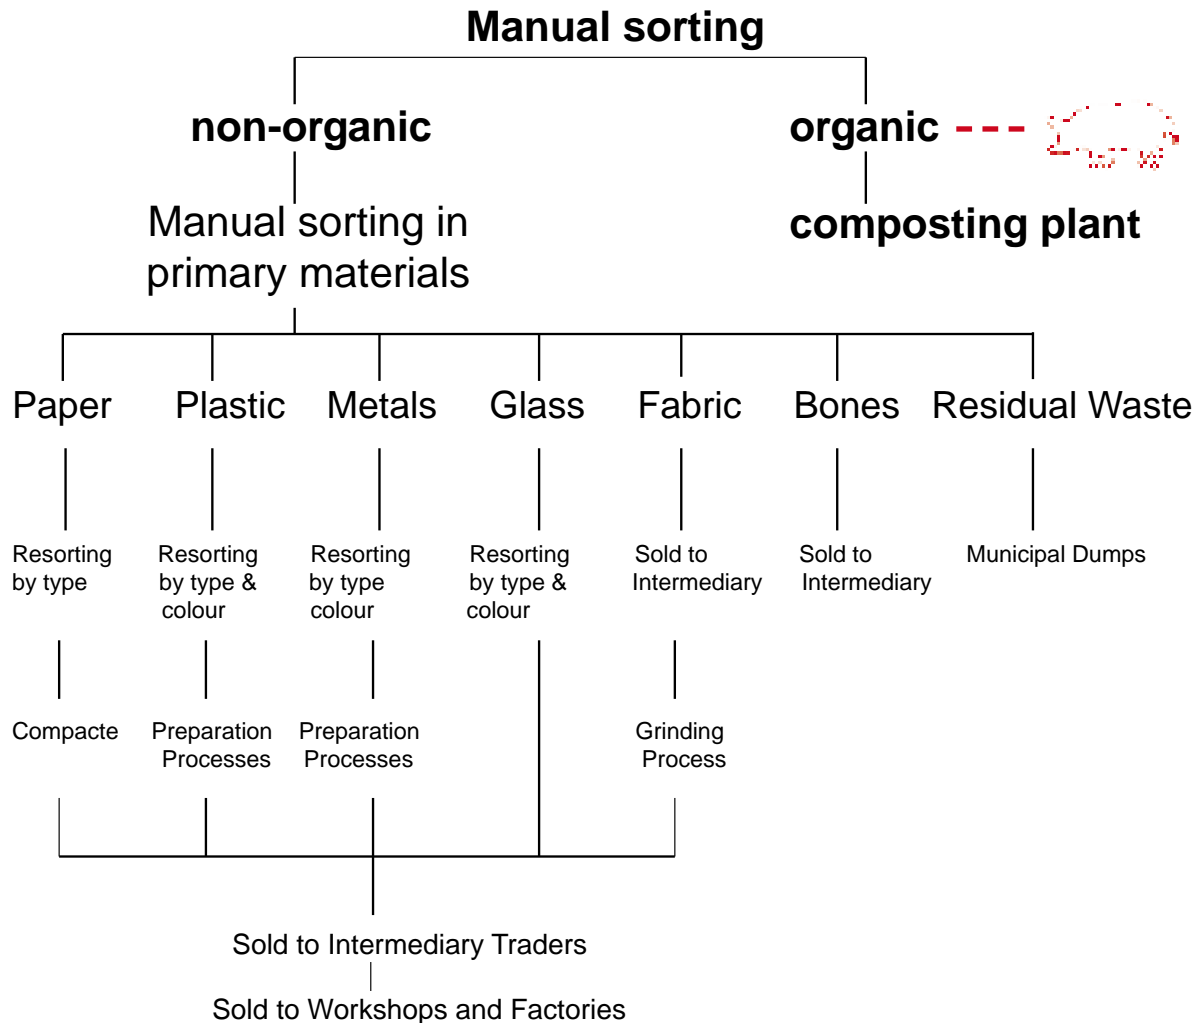 Manual sorting
non-organic
organic
Manual sorting in
primary materials
composting plant
Paper
Plastic
Metals
Glass
Fabric
Bones
Residual Waste
Resorting
by type
Resorting
by type &
colour
Resorting
by type
colour
Resorting
by type &
colour
Sold to
Intermediary
Sold to
Intermediary
Municipal Dumps
Compacte
Preparation
Processes
Preparation
Processes
Grinding
Process
Sold to Intermediary Traders
Sold to Workshops and Factories